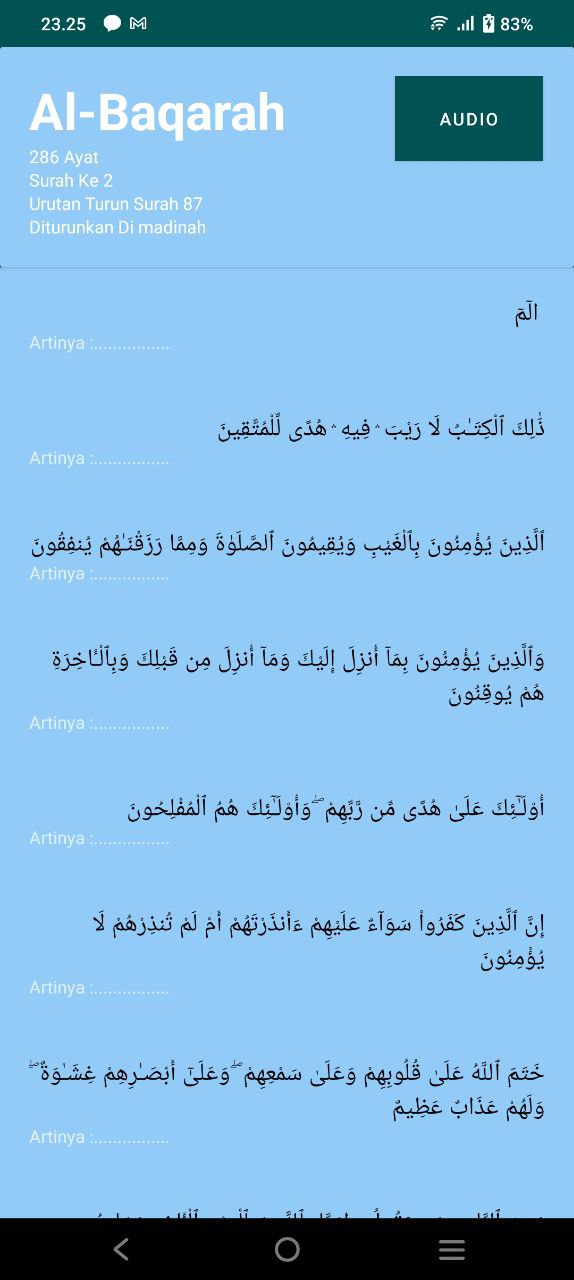 23.25
83%
Al-Baqarah
AUDIO
286 Ayat
Surah Ke 2
Urutan Turun Surah 87
Diturunkan Di madinah
الٓمٓ
Artinya :................
ذَٰلِكَ ٱلْكِتَـٰبُ لَا رَيْبَ ۛ فِيهِ ۛ هُدًى لِّلْمُتَّقِينَ
Artinya :................
ٱلَّذِينَ يُؤْمِنُونَ بِٱلْغَيْبِ وَيُقِيمُونَ ٱلصَّلَوٰةَ وَمِمَّا رَزَقْنَـٰهُمْ يُنفِقُونَ
Artinya :................
وَٱلَّذِينَ يُؤْمِنُونَ بِمَآ أُنزِلَ إِلَيْكَ وَمَآ أُنزِلَ مِن قَبْلِكَ وَبِٱلْـَٔاخِرَةِ
هُمْ يُوقِنُونَ
Artinya :................
أُو۟لَـٰٓئِكَ عَلَىٰ هُدًى مِّن رَّبِّهِمْ ۖ وَأُو۟لَـٰٓئِكَ هُمُ ٱلْمُفْلِحُونَ
Artinya :................
إِنَّ ٱلَّذِينَ كَفَرُوا۟ سَوَآءٌ عَلَيْهِمْ ءَأَنذَرْتَهُمْ أَمْ لَمْ تُنذِرْهُمْ لَا
يُؤْمِنُونَ
Artinya :................
خَتَمَ ٱللَّهُ عَلَىٰ قُلُوبِهِمْ وَعَلَىٰ سَمْعِهِمْ ۖ وَعَلَىٰٓ أَبْصَـٰرِهِمْ غِشَـٰوَةٌ ۖ
وَلَهُمْ عَذَابٌ عَظِيمٌ
Artinya :................